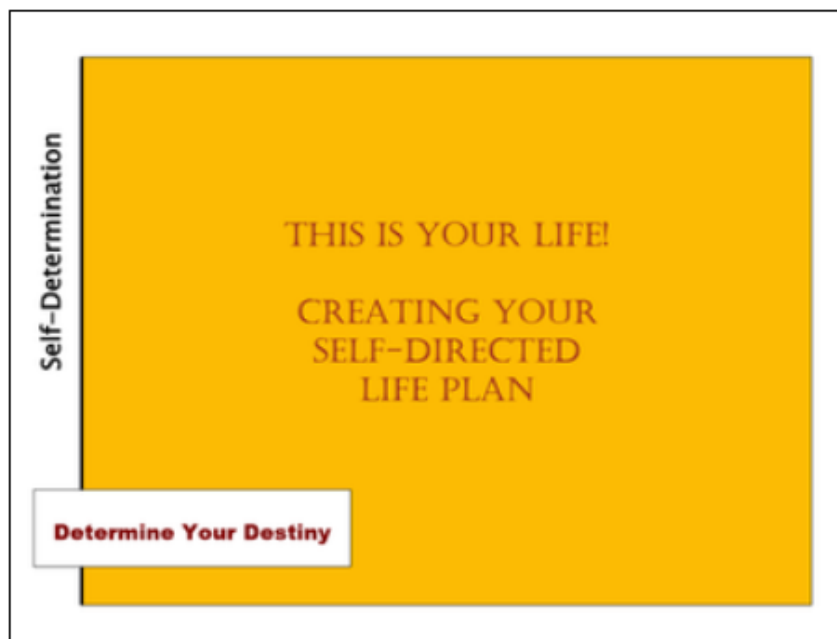 Self-Determination
THIS IS YOUR LIFE!
CREATING YOUR
SELF-DIRECTED
LIFE PLAN
Determine Your Destiny